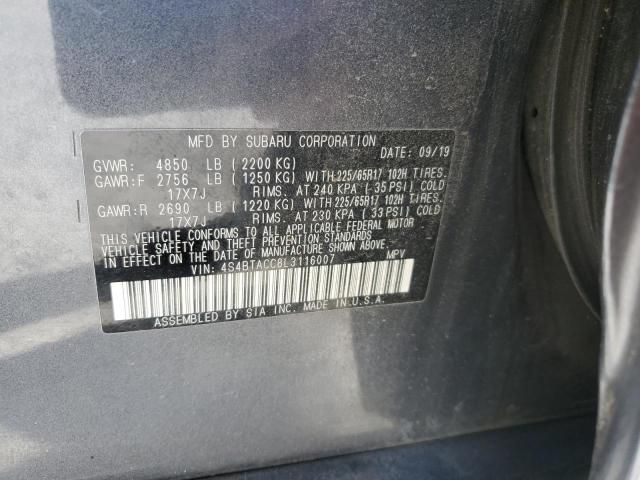 MFD BY SUBARU CORPORATION
DATE: 09/19
GVWR: 4850 LB (2200 KG)
GAWR:F 2756 LB (1250 KG) WITH 225/65R17 102H TIRES.
17X7J RIMS. AT 240 KPA (35 PSI) COLD
GAWR:R 2690 LB (1220 KG) WITH 225/65R17 102H TIRES.
17X7J RIMS. AT 230 KPA (33 PSI) COLD
THIS VEHICLE CONFORMS TO ALL APPLICABLE FEDERAL MOTOR
VEHICLE SAFETY AND THEFT PREVENTION STANDARDS
IN EFFECT ON THE DATE OF MANUFACTURE SHOWN ABOVE.
VIN: 4S4BTACC8L3116007 MPV
ASSEMBLED BY SIA INC. MADE IN U.S.A.